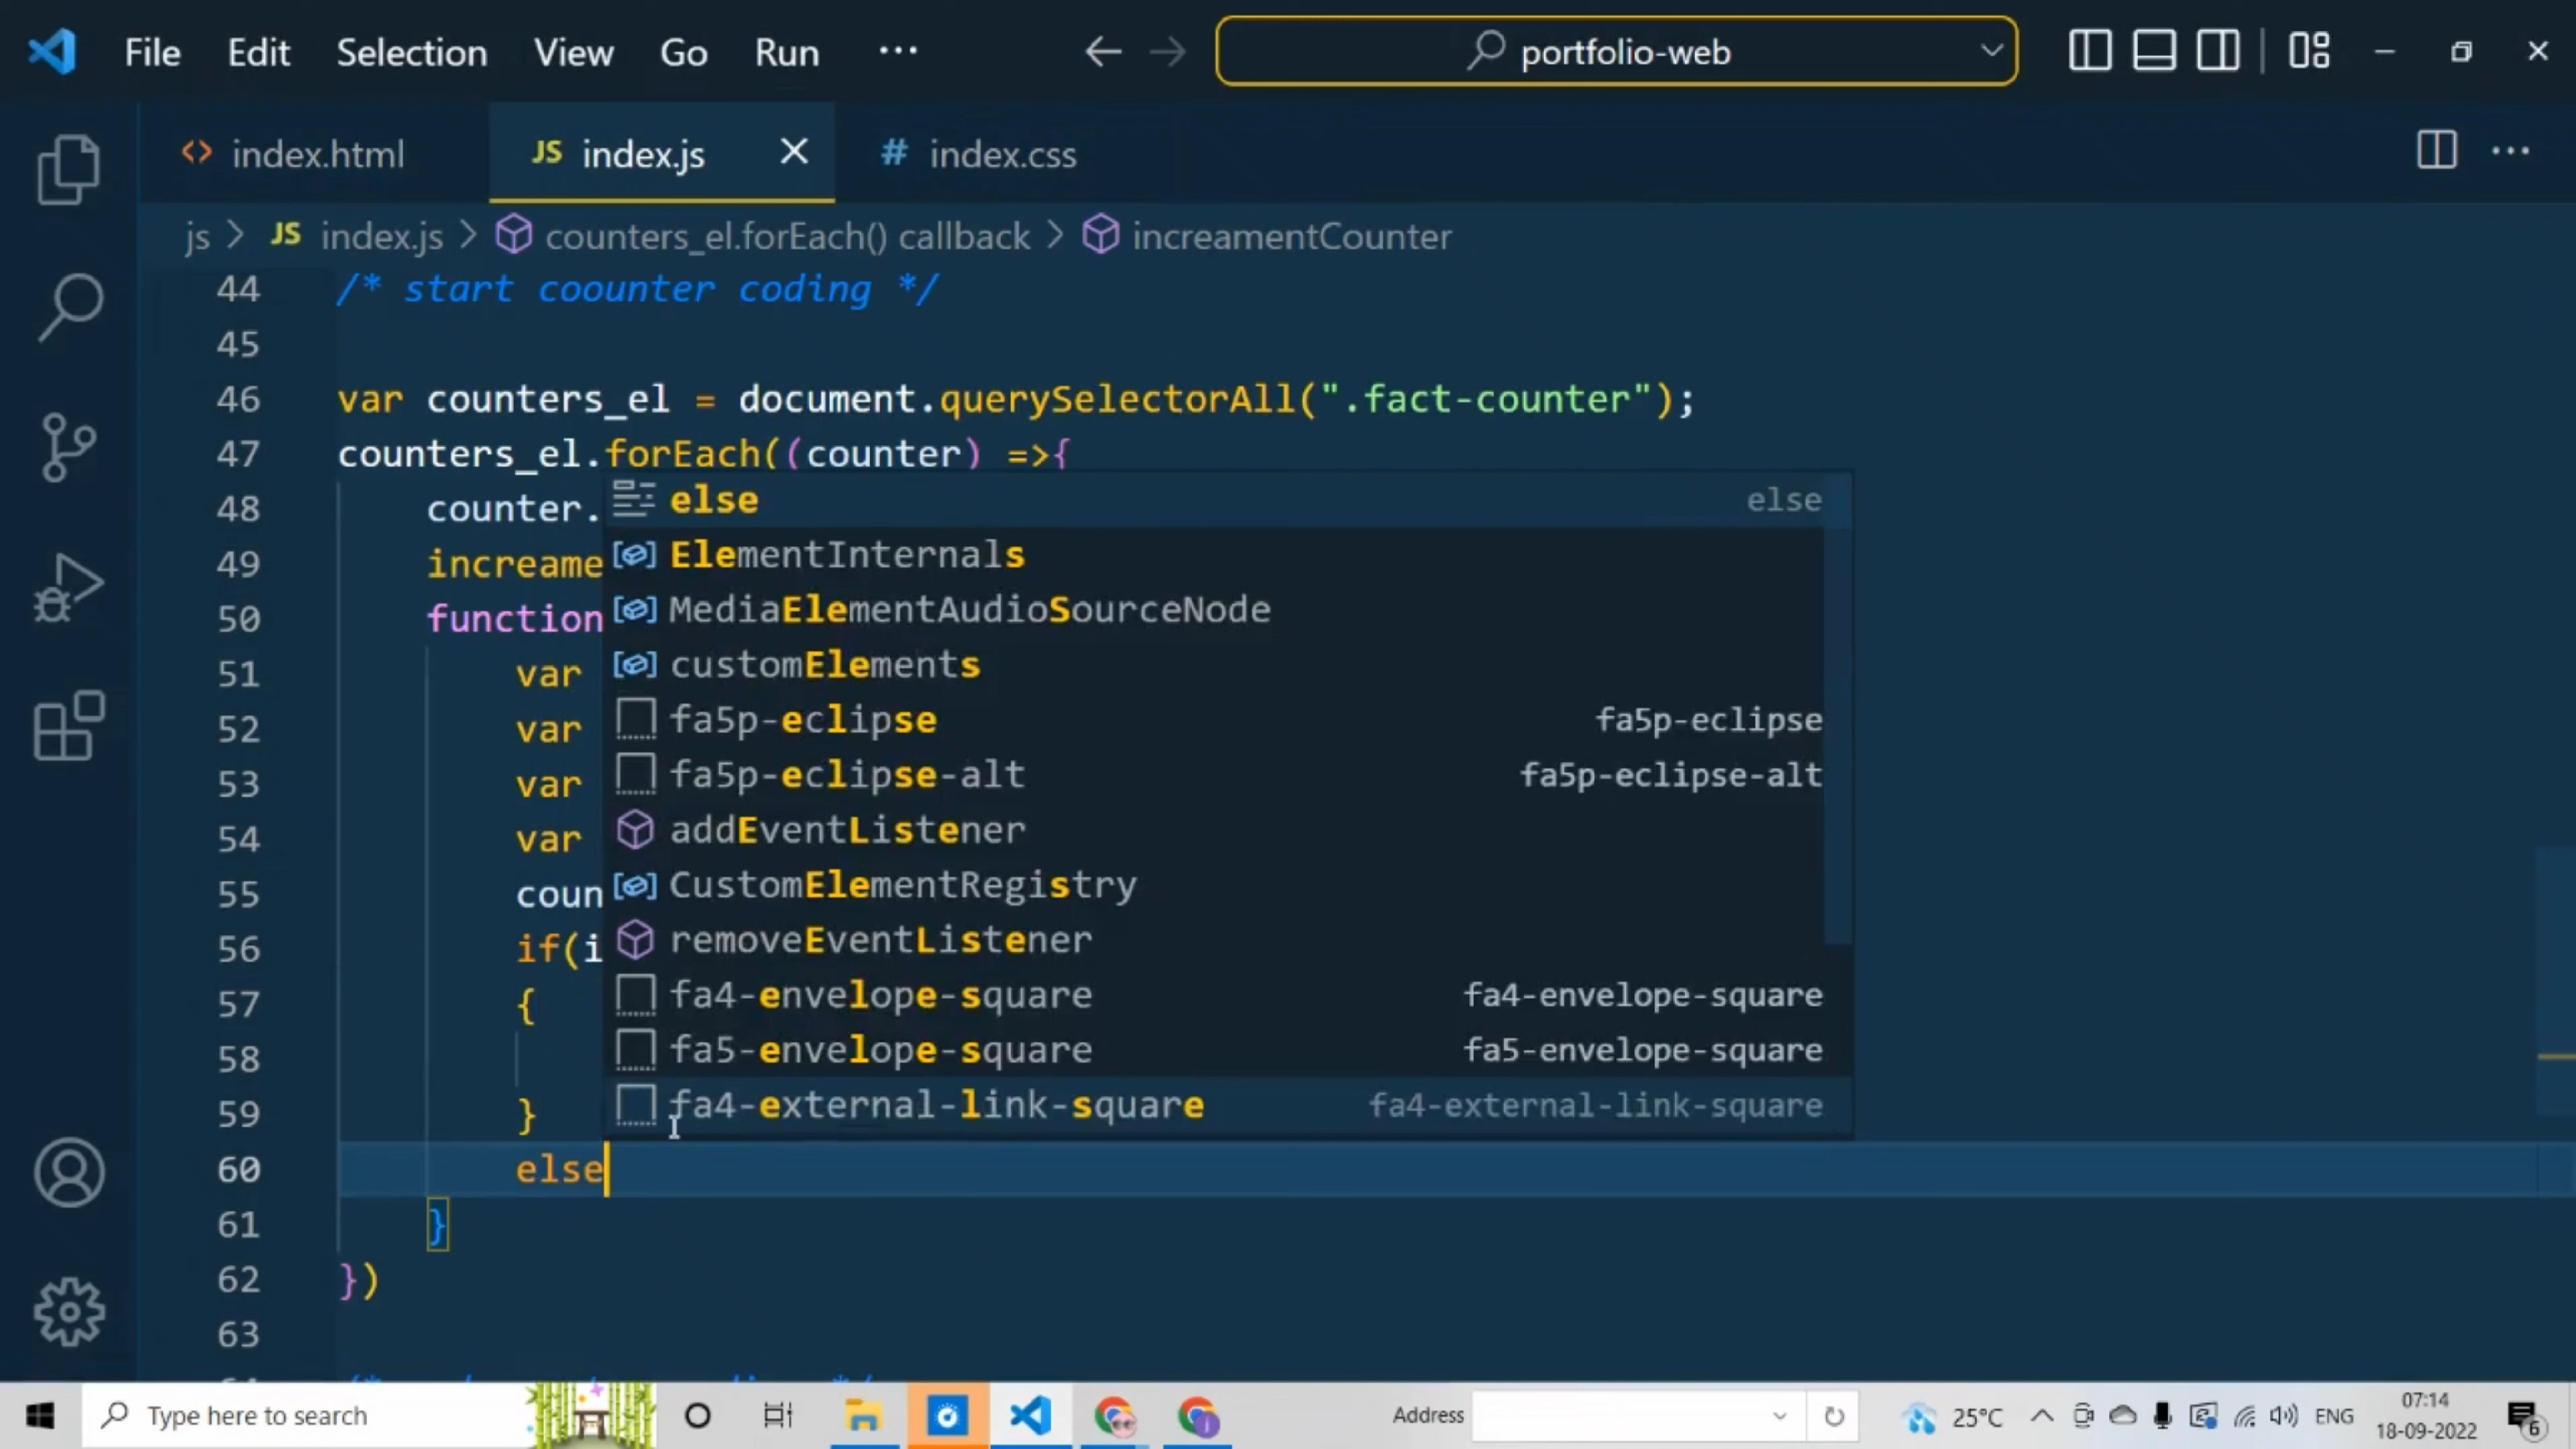 File Edit Selection View Go Run ··· ← → portfolio-web
<> index.html JS index.js × # index.css ···
js > JS index.js > counters_el.forEach() callback > increamentCounter
44 /* start coounter coding */
45
46 var counters_el = document.querySelectorAll(".fact-counter");
47 counters_el.forEach((counter) =>{
48 counter. else else
49 increame ElementInternals
50 function MediaElementAudioSourceNode
51 var customElements
52 var fa5p-eclipse fa5p-eclipse
53 var fa5p-eclipse-alt fa5p-eclipse-alt
54 var addEventListener
55 coun CustomElementRegistry
56 if(i removeEventListener
57 { fa4-envelope-square fa4-envelope-square
58 fa5-envelope-square fa5-envelope-square
59 } fa4-external-link-square fa4-external-link-square
60 else
61 }
62 })
63
Type here to search Address 25°C ENG 07:14
18-09-2022 6